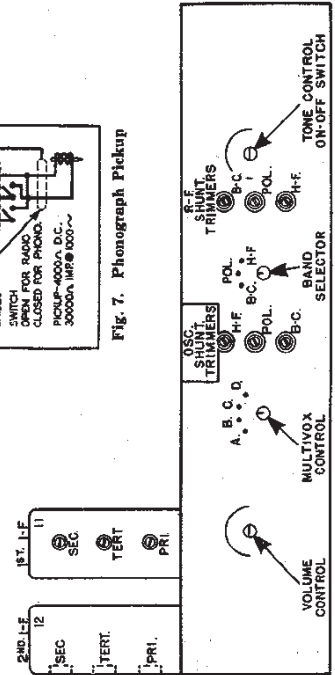 SWITCH
OPEN FOR RADIO
CLOSED FOR PHONO.
PICKUP-4000Ω D.C.
30000Ω IMP.@1000~
Fig. 7. Phonograph Pickup
2ND. I-F
12
SEC.
TERT.
PRI.
1ST. I-F
11
SEC.
TERT
PRI.
OSC.
SHUNT
TRIMMERS
H-F.
POL.
B-C.
R-F
SHUNT
TRIMMERS
B-C.
POL.
H-F.
A. B. C. D.
POL.
B-C. H-F
VOLUME
CONTROL
MULTIVOX
CONTROL
BAND
SELECTOR
TONE CONTROL
ON-OFF SWITCH